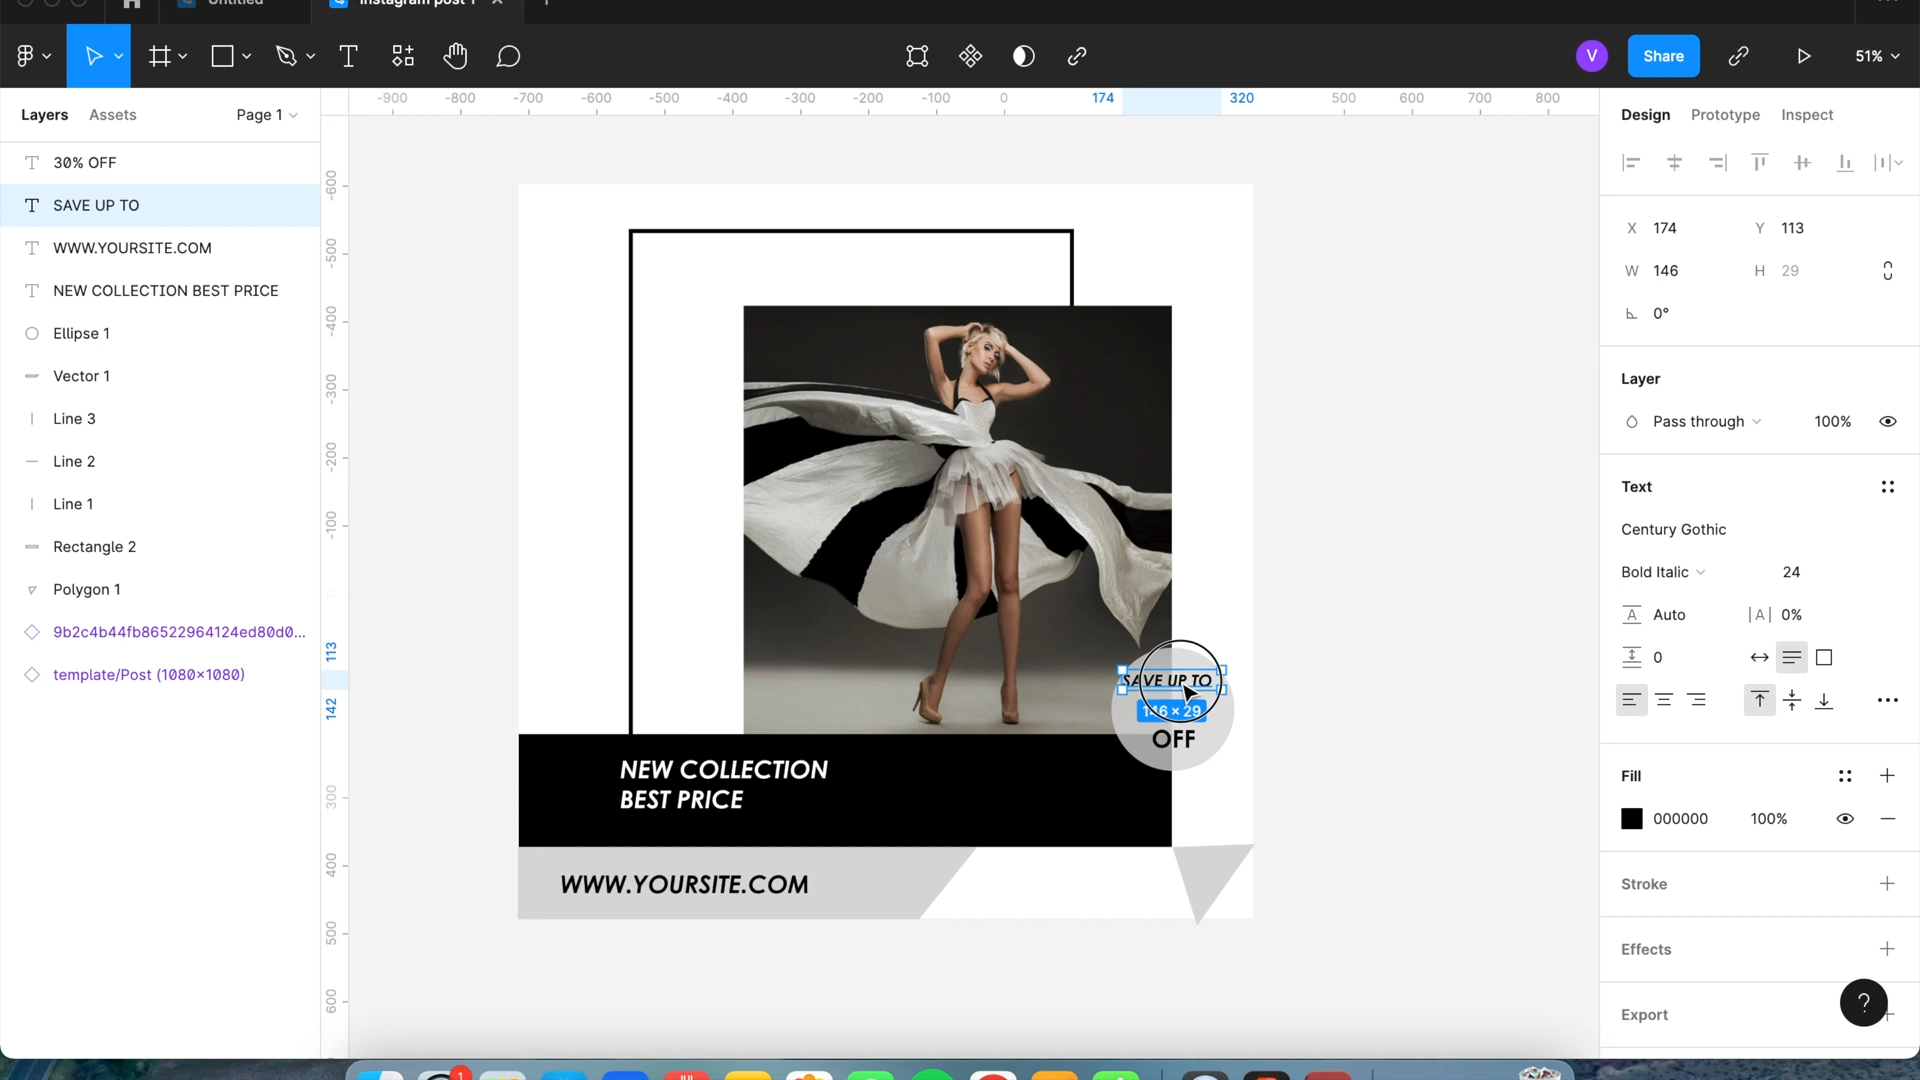 Untitled
Instagram post 1
V
Share
51%
Layers
Assets
Page 1
-900 -800 -700 -600 -500 -400 -300 -200 -100 0 174 320 500 600 700 800
Design
Prototype
Inspect
30% OFF
SAVE UP TO
WWW.YOURSITE.COM
NEW COLLECTION BEST PRICE
Ellipse 1
Vector 1
Line 3
Line 2
Line 1
Rectangle 2
Polygon 1
9b2c4b44fb86522964124ed80d0...
template/Post (1080×1080)
-600
-500
-400
-300
-200
-100
0
113
142
300
400
500
600
SAVE UP TO
146 × 29
OFF
NEW COLLECTION
BEST PRICE
WWW.YOURSITE.COM
X 174 Y 113
W 146 H 29
0°
Layer
Pass through 100%
Text
Century Gothic
Bold Italic 24
A Auto |A| 0%
0
Fill
000000 100%
Stroke
Effects
Export
?
1